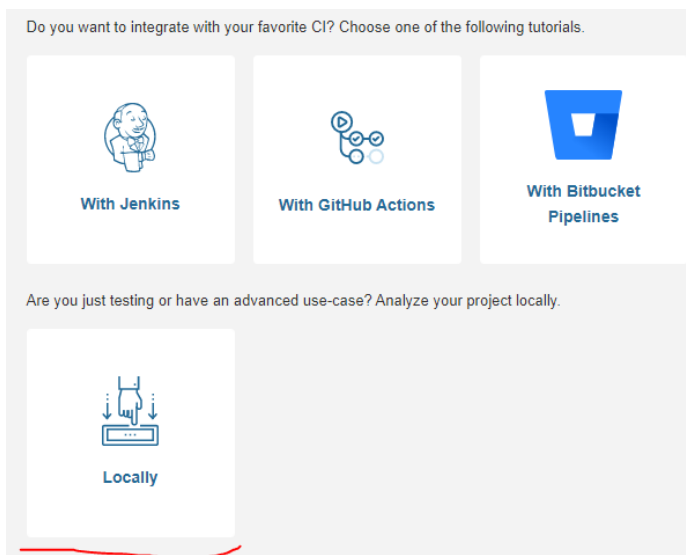 Do you want to integrate with your favorite CI? Choose one of the following tutorials.
With Jenkins
With GitHub Actions
With Bitbucket
Pipelines
Are you just testing or have an advanced use-case? Analyze your project locally.
Locally